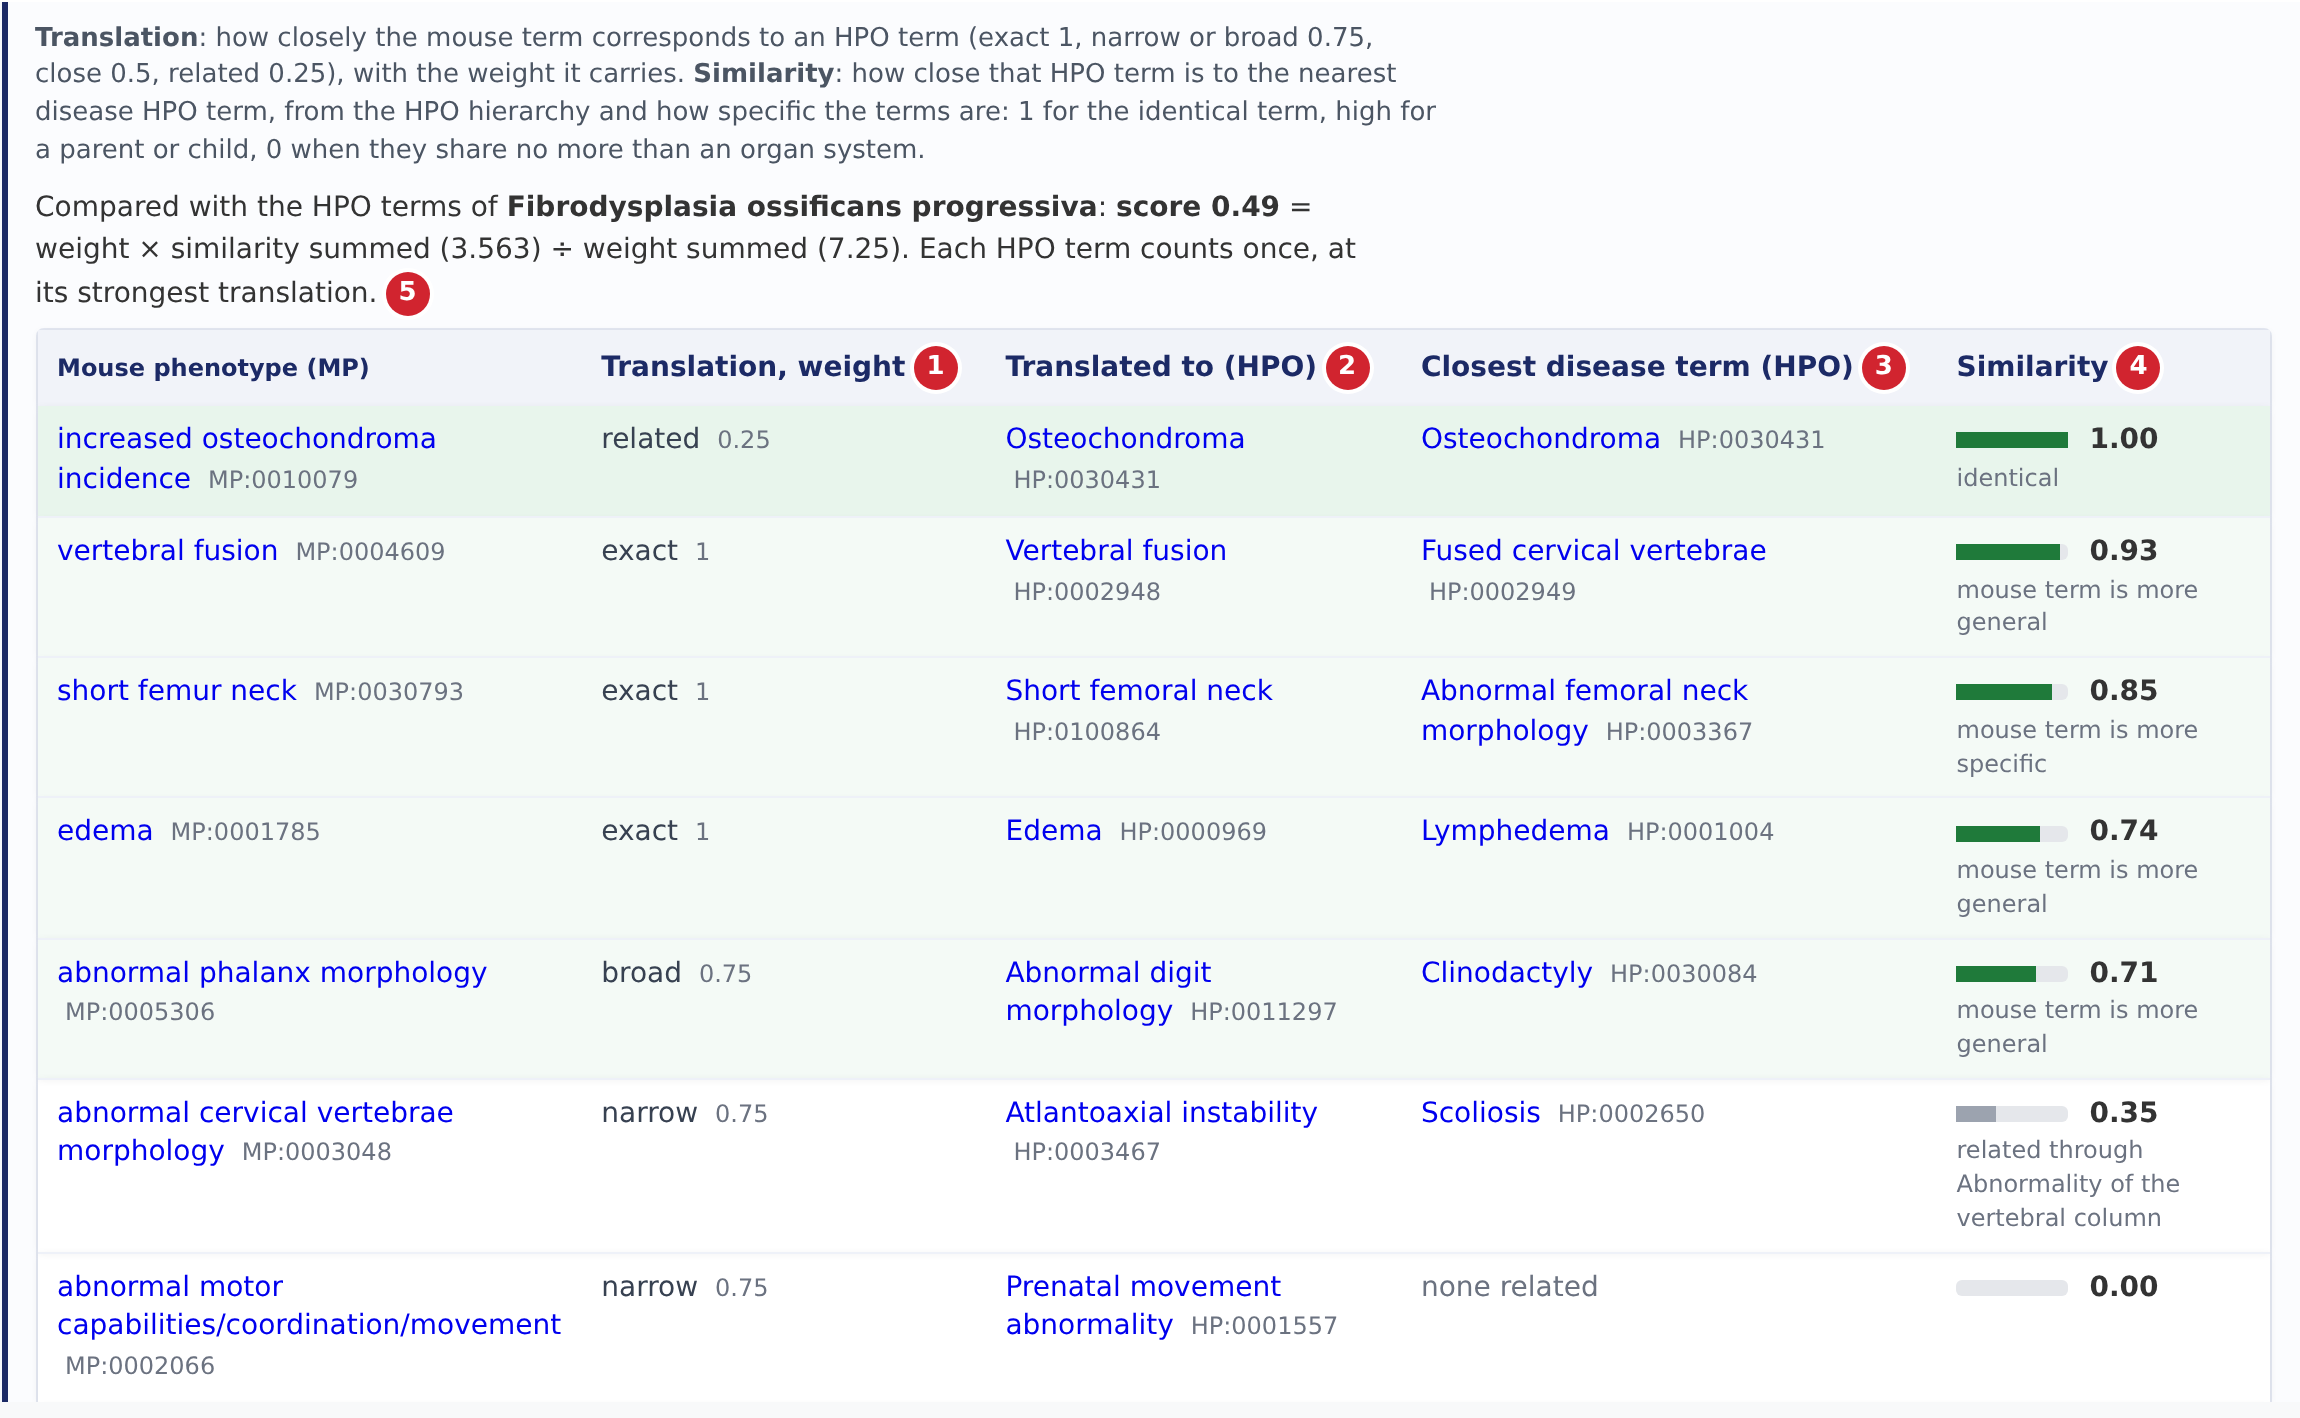 Translation: how closely the mouse term corresponds to an HPO term (exact 1, narrow or broad 0.75,
close 0.5, related 0.25), with the weight it carries. Similarity: how close that HPO term is to the nearest
disease HPO term, from the HPO hierarchy and how specific the terms are: 1 for the identical term, high for
a parent or child, 0 when they share no more than an organ system.
Compared with the HPO terms of Fibrodysplasia ossificans progressiva: score 0.49 =
weight × similarity summed (3.563) ÷ weight summed (7.25). Each HPO term counts once, at
its strongest translation. 5
Mouse phenotype (MP) Translation, weight 1 Translated to (HPO) 2 Closest disease term (HPO) 3 Similarity 4
increased osteochondroma related 0.25 Osteochondroma Osteochondroma HP:0030431 1.00
incidence MP:0010079 HP:0030431 identical
vertebral fusion MP:0004609 exact 1 Vertebral fusion Fused cervical vertebrae 0.93
HP:0002948 HP:0002949 mouse term is more
general
short femur neck MP:0030793 exact 1 Short femoral neck Abnormal femoral neck 0.85
HP:0100864 morphology HP:0003367 mouse term is more
specific
edema MP:0001785 exact 1 Edema HP:0000969 Lymphedema HP:0001004 0.74
mouse term is more
general
abnormal phalanx morphology broad 0.75 Abnormal digit Clinodactyly HP:0030084 0.71
MP:0005306 morphology HP:0011297 mouse term is more
general
abnormal cervical vertebrae narrow 0.75 Atlantoaxial instability Scoliosis HP:0002650 0.35
morphology MP:0003048 HP:0003467 related through
Abnormality of the
vertebral column
abnormal motor narrow 0.75 Prenatal movement none related 0.00
capabilities/coordination/movement abnormality HP:0001557
MP:0002066